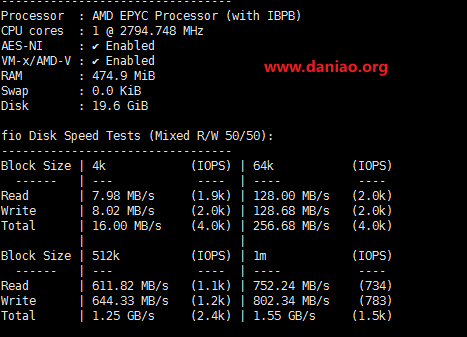 ---------------------------------
Processor  : AMD EPYC Processor (with IBPB)
CPU cores  : 1 @ 2794.748 MHz
AES-NI     : ✔ Enabled
VM-x/AMD-V : ✔ Enabled
RAM        : 474.9 MiB
Swap       : 0.0 KiB
Disk       : 19.6 GiB
www.daniao.org
fio Disk Speed Tests (Mixed R/W 50/50):
---------------------------------
Block Size | 4k            (IOPS) | 64k           (IOPS)
  ------   | ---            ----  | ----           ----
Read       | 7.98 MB/s     (1.9k) | 128.00 MB/s   (2.0k)
Write      | 8.02 MB/s     (2.0k) | 128.68 MB/s   (2.0k)
Total      | 16.00 MB/s    (4.0k) | 256.68 MB/s   (4.0k)
           |                      |
Block Size | 512k          (IOPS) | 1m            (IOPS)
  ------   | ---            ----  | ----           ----
Read       | 611.82 MB/s   (1.1k) | 752.24 MB/s    (734)
Write      | 644.33 MB/s   (1.2k) | 802.34 MB/s    (783)
Total      | 1.25 GB/s     (2.4k) | 1.55 GB/s     (1.5k)